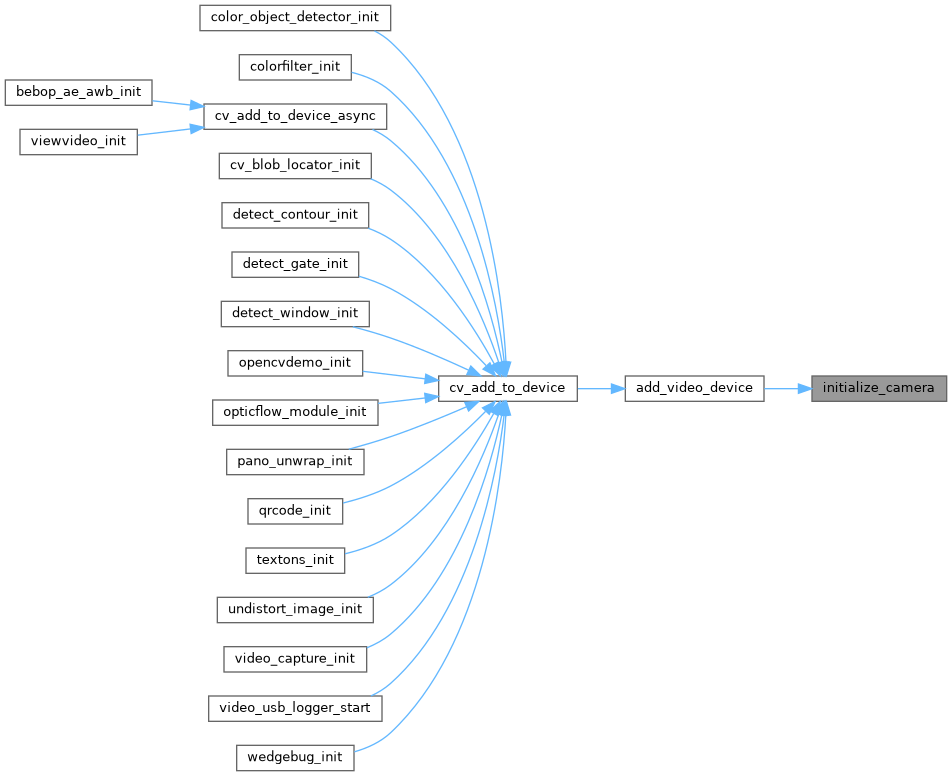 color_object_detector_init
colorfilter_init
bebop_ae_awb_init
cv_add_to_device_async
viewvideo_init
cv_blob_locator_init
detect_contour_init
detect_gate_init
detect_window_init
opencvdemo_init
cv_add_to_device
add_video_device
initialize_camera
opticflow_module_init
pano_unwrap_init
qrcode_init
textons_init
undistort_image_init
video_capture_init
video_usb_logger_start
wedgebug_init